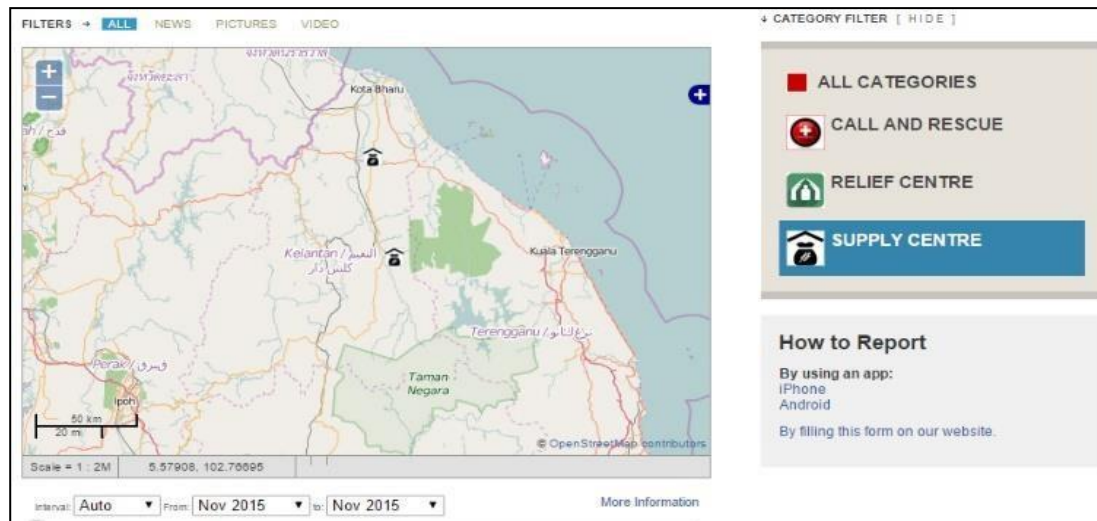 FILTERS → ALL NEWS PICTURES VIDEO
Kota Bharu
Kelantan / النعيم
كلنتن دار
Kuala Terengganu
Terengganu /
Perak /
Ipoh
Taman
Negara
50 km
20 mi
© OpenStreetMap contributors
Scale = 1 : 2M 5.57908, 102.76695
Interval: Auto From: Nov 2015 to: Nov 2015 More Information
CATEGORY FILTER [ HIDE ]
ALL CATEGORIES
CALL AND RESCUE
RELIEF CENTRE
SUPPLY CENTRE
How to Report
By using an app:
iPhone
Android
By filling this form on our website.